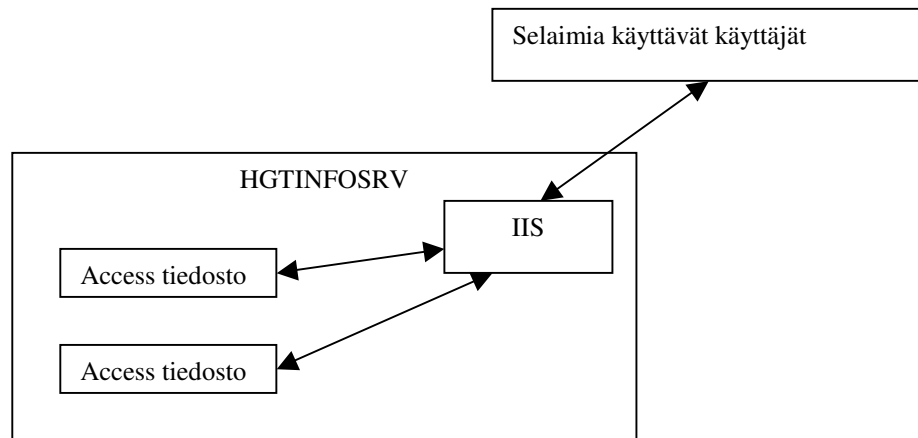 Selaimia käyttävät käyttäjät
HGTINFOSRV
IIS
Access tiedosto
Access tiedosto